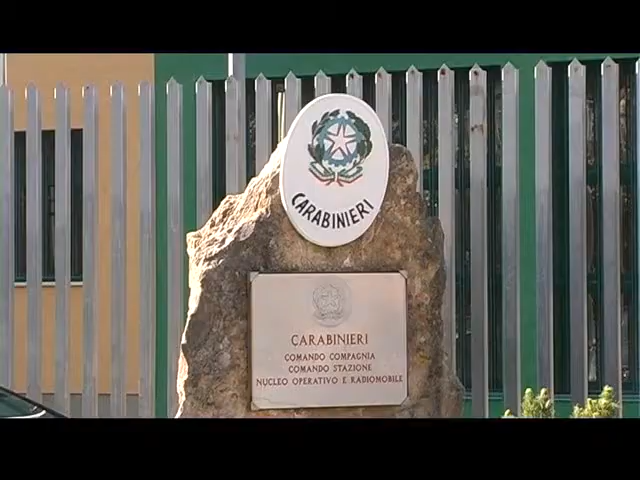 CARABINIERI
CARABINIERI
COMANDO COMPAGNIA
COMANDO STAZIONE
NUCLEO OPERATIVO E RADIOMOBILE